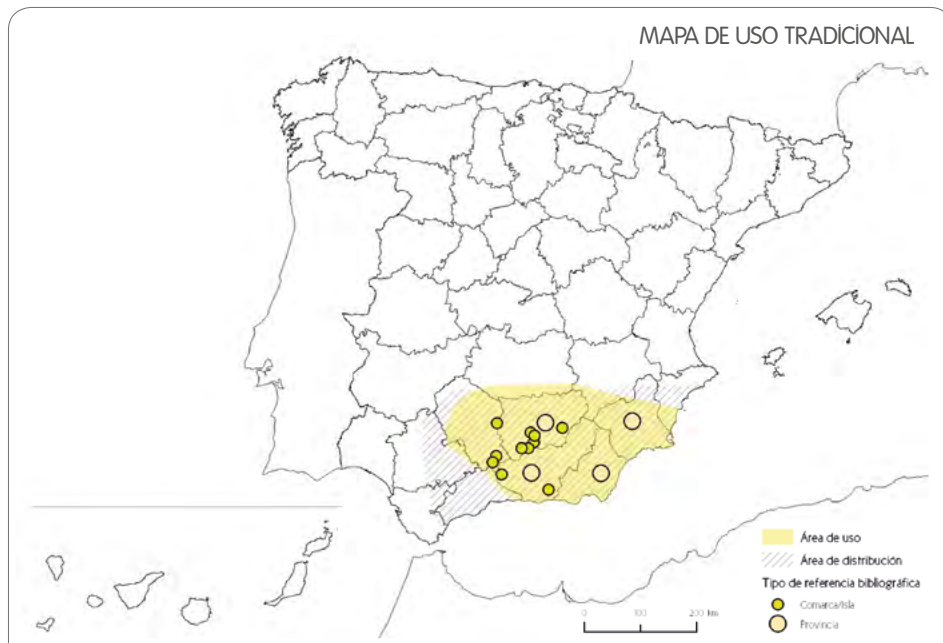 MAPA DE USO TRADICIONAL
Área de uso
Área de distribución
Tipo de referencia bibliográfica
Comarca/Isla
Provincia
0 100 200 km